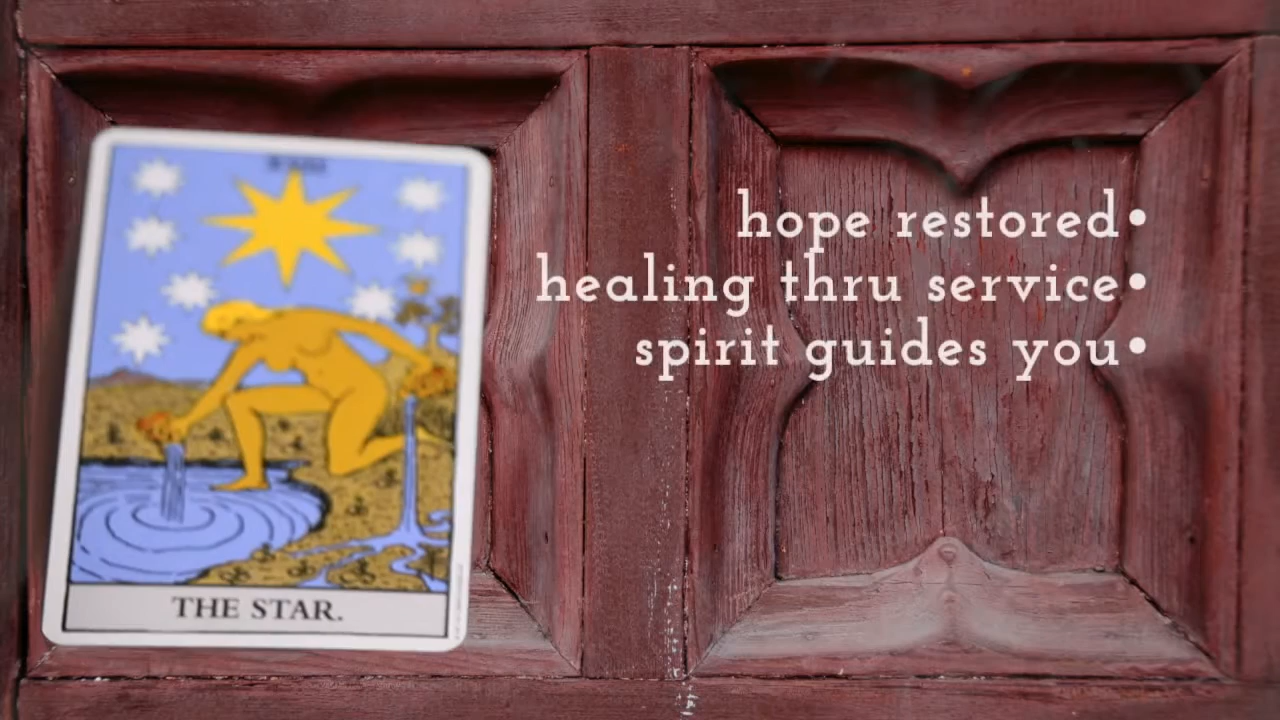 hope restored•
healing thru service•
spirit guides you•
THE STAR.